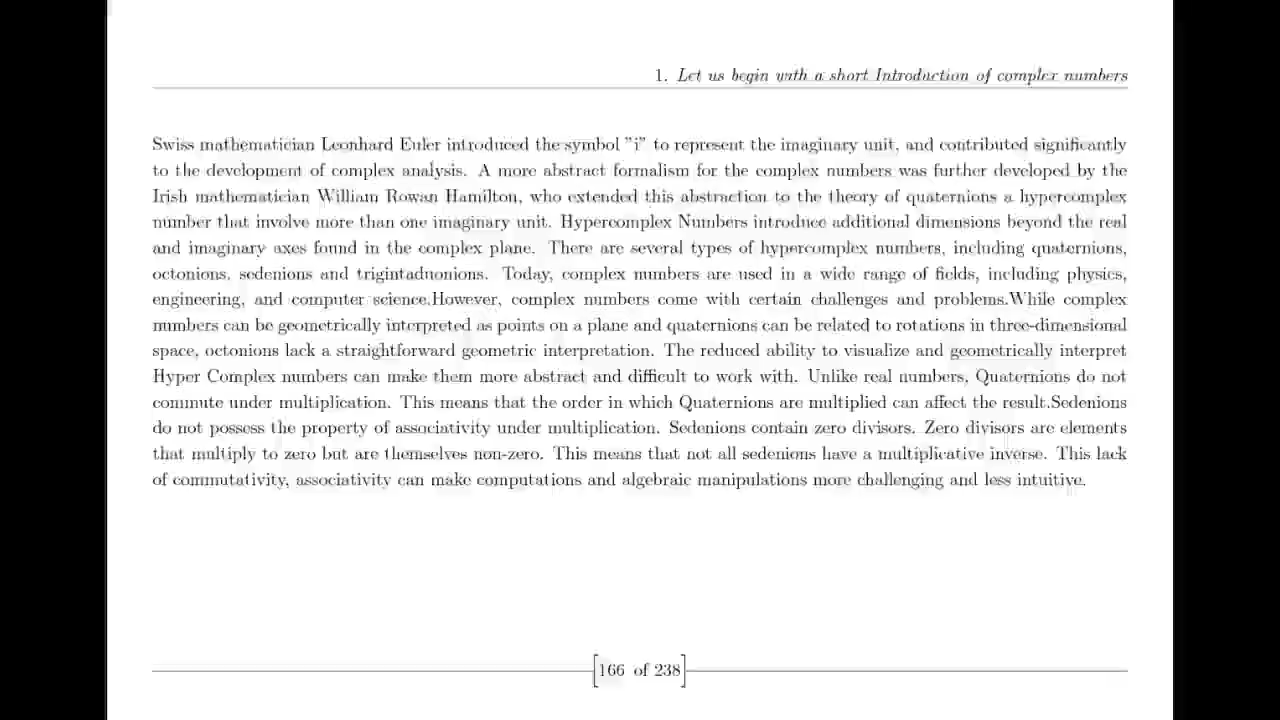 1. Let us begin with a short Introduction of complex numbers
Swiss mathematician Leonhard Euler introduced the symbol "i" to represent the imaginary unit, and contributed significantly
to the development of complex analysis. A more abstract formalism for the complex numbers was further developed by the
Irish mathematician William Rowan Hamilton, who extended this abstraction to the theory of quaternions a hypercomplex
number that involve more than one imaginary unit. Hypercomplex Numbers introduce additional dimensions beyond the real
and imaginary axes found in the complex plane. There are several types of hypercomplex numbers, including quaternions,
octonions, sedenions and trigintaduonions. Today, complex numbers are used in a wide range of fields, including physics,
engineering, and computer science.However, complex numbers come with certain challenges and problems.While complex
numbers can be geometrically interpreted as points on a plane and quaternions can be related to rotations in three-dimensional
space, octonions lack a straightforward geometric interpretation. The reduced ability to visualize and geometrically interpret
Hyper Complex numbers can make them more abstract and difficult to work with. Unlike real numbers, Quaternions do not
commute under multiplication. This means that the order in which Quaternions are multiplied can affect the result.Sedenions
do not possess the property of associativity under multiplication. Sedenions contain zero divisors. Zero divisors are elements
that multiply to zero but are themselves non-zero. This means that not all sedenions have a multiplicative inverse. This lack
of commutativity, associativity can make computations and algebraic manipulations more challenging and less intuitive.
166 of 238